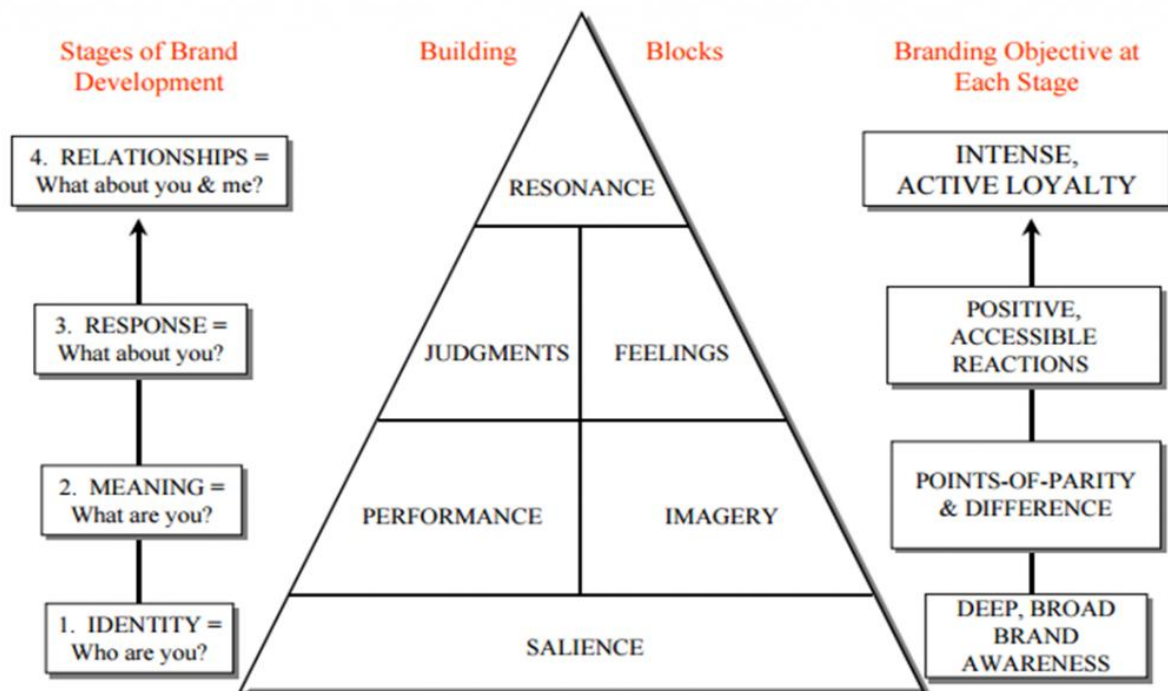 Stages of Brand
Development
Building Blocks
Branding Objective at
Each Stage
4. RELATIONSHIPS =
What about you & me?
RESONANCE
INTENSE,
ACTIVE LOYALTY
3. RESPONSE =
What about you?
JUDGMENTS
FEELINGS
POSITIVE,
ACCESSIBLE
REACTIONS
2. MEANING =
What are you?
PERFORMANCE
IMAGERY
POINTS-OF-PARITY
& DIFFERENCE
1. IDENTITY =
Who are you?
SALIENCE
DEEP, BROAD
BRAND
AWARENESS